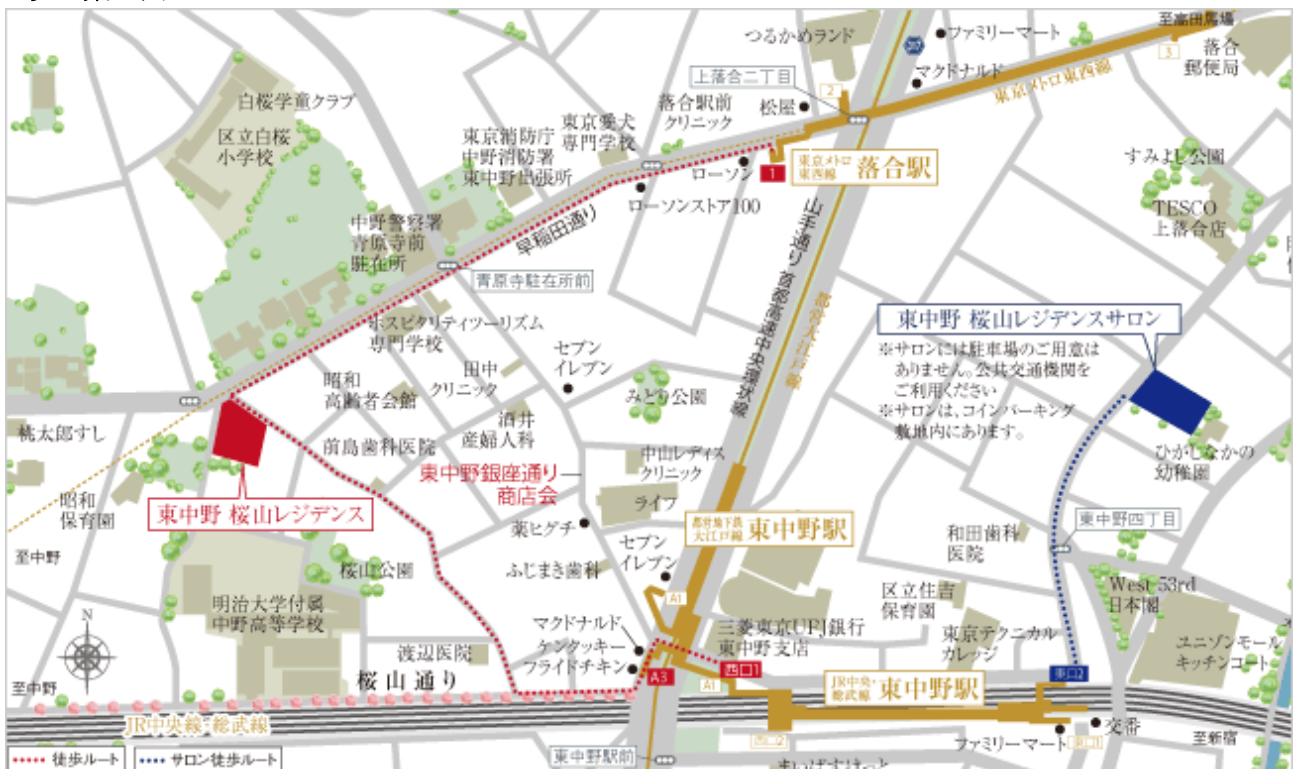 つるかめランド
317
ファミリーマート
至高田馬場
3
落合
郵便局
上落合二丁目
マクドナルド
東京メトロ東西線
白桜学童クラブ
落合駅前
クリニック
松屋
2
東京愛犬
専門学校
東京消防庁
中野消防署
東中野出張所
区立白桜
小学校
すみよし公園
ローソン
1
東京メトロ
東西線
落合駅
ローソンストア100
早稲田通り
TESCO
上落合店
中野警察署
青原寺前
駐在所
青原寺駐在所前
山手通り 首都高速中央環状線
都営大江戸線
東中野 桜山レジデンスサロン
※サロンには駐車場のご用意は
ありません。公共交通機関を
ご利用ください
※サロンは、コインパーキング
敷地内にあります。
ホスピタリティツーリズム
専門学校
セブン
イレブン
田中
クリニック
昭和
高齢者会館
みどり公園
酒井
産婦人科
桃太郎すし
前島歯科医院
東中野銀座通り
商店会
中山レディス
クリニック
ひがしなかの
幼稚園
昭和
保育園
東中野 桜山レジデンス
ライフ
薬ヒグチ
都営地下鉄
大江戸線
東中野駅
東中野四丁目
和田歯科
医院
至中野
桜山公園
ふじまき歯科
セブン
イレブン
A1
West 53rd
日本閣
区立住吉
保育園
明治大学付属
中野高等学校
マクドナルド
ケンタッキー
フライドチキン
三菱東京UFJ銀行
東中野支店
東京テクニカル
カレッジ
ユニゾンモール
キッチンコート
N
渡辺医院
A3
西口1
A1
JR中央・
総武線
東中野駅
東口2
至中野
桜山通り
JR中央線・総武線
西口2
ファミリーマート
東口1
交番
至新宿
徒歩ルート
サロン徒歩ルート
東中野駅前
まいばすけっと